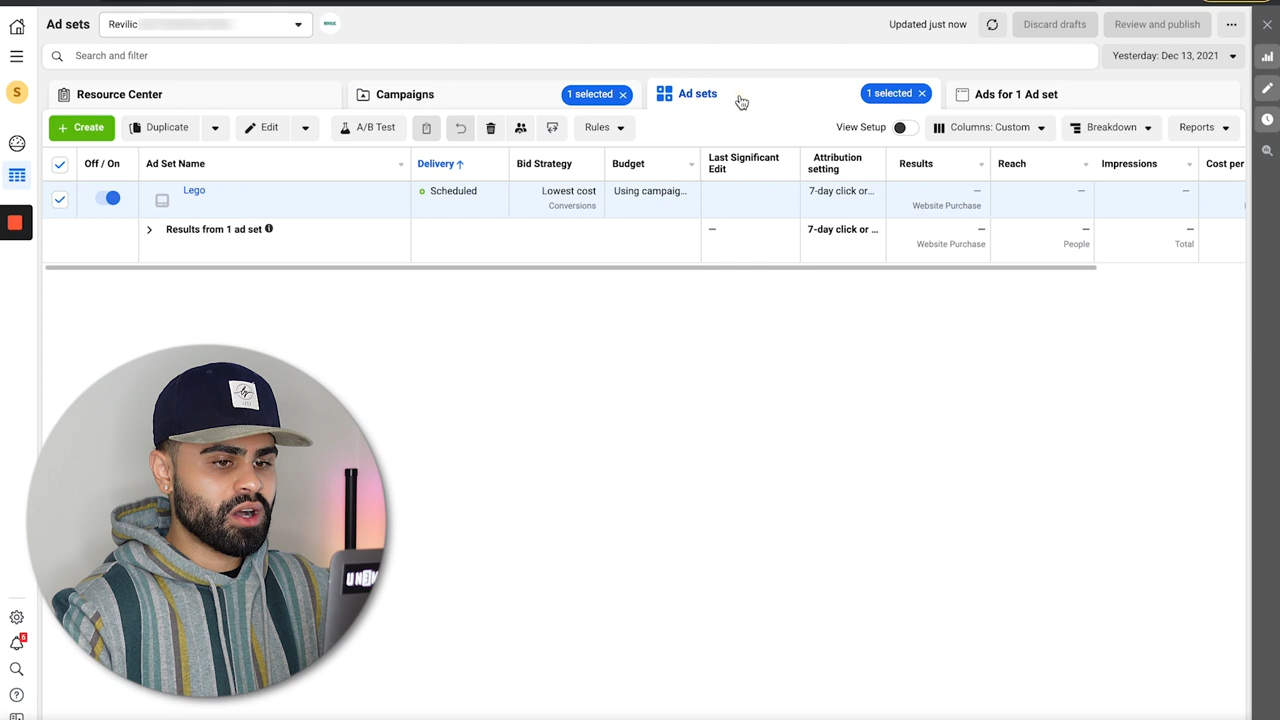 Ad sets
Revilic
REVILIC
Updated just now
Discard drafts
Review and publish
Search and filter
Yesterday: Dec 13, 2021
S
Resource Center
Campaigns
1 selected
Ad sets
1 selected
Ads for 1 Ad set
Create
Duplicate
Edit
A/B Test
Rules
View Setup
Columns: Custom
Breakdown
Reports
Off / On
Ad Set Name
Delivery
Bid Strategy
Budget
Last Significant
Edit
Attribution
setting
Results
Reach
Impressions
Cost per
Lego
Scheduled
Lowest cost
Conversions
Using campaig...
7-day click or...
—
Website Purchase
—
—
Results from 1 ad set
—
7-day click or ...
—
Website Purchase
—
People
—
Total
6